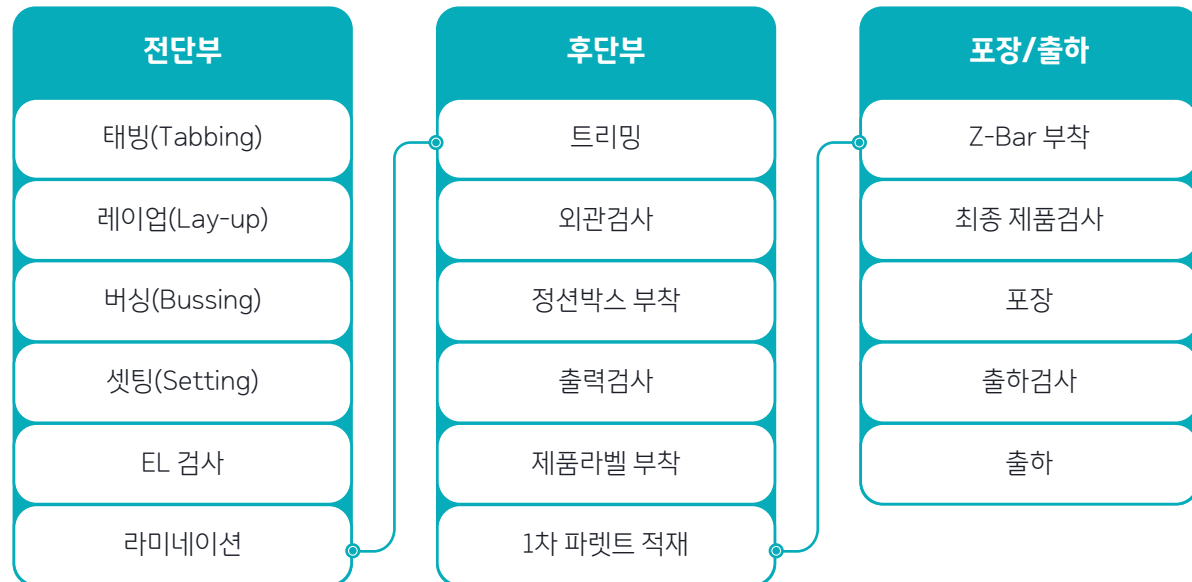 전단부
태빙(Tabbing)
레이업(Lay-up)
버싱(Bussing)
셋팅(Setting)
EL 검사
라미네이션
후단부
트리밍
외관검사
정션박스 부착
출력검사
제품라벨 부착
1차 파렛트 적재
포장/출하
Z-Bar 부착
최종 제품검사
포장
출하검사
출하